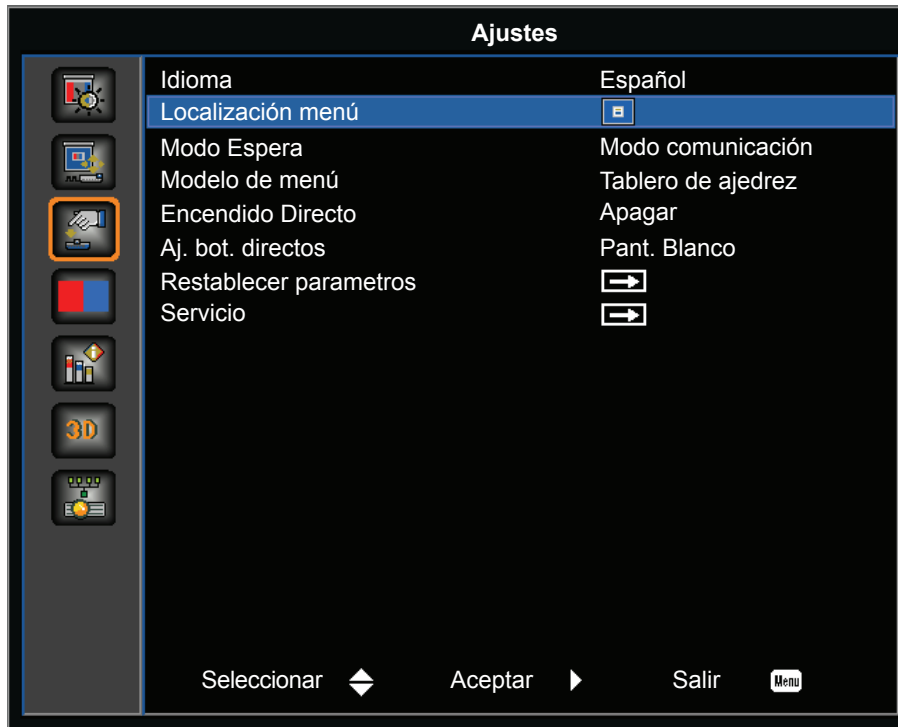 Ajustes
Idioma Español
Localización menú
Modo Espera Modo comunicación
Modelo de menú Tablero de ajedrez
Encendido Directo Apagar
Aj. bot. directos Pant. Blanco
Restablecer parametros
Servicio
3D
Seleccionar Aceptar Salir Menu